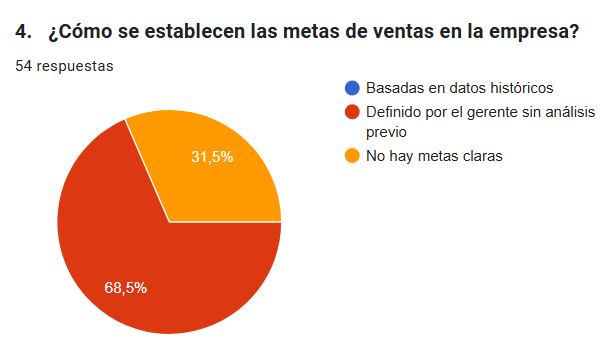 4. ¿Cómo se establecen las metas de ventas en la empresa?
54 respuestas
Basadas en datos históricos
Definido por el gerente sin análisis
previo
No hay metas claras
31,5%
68,5%